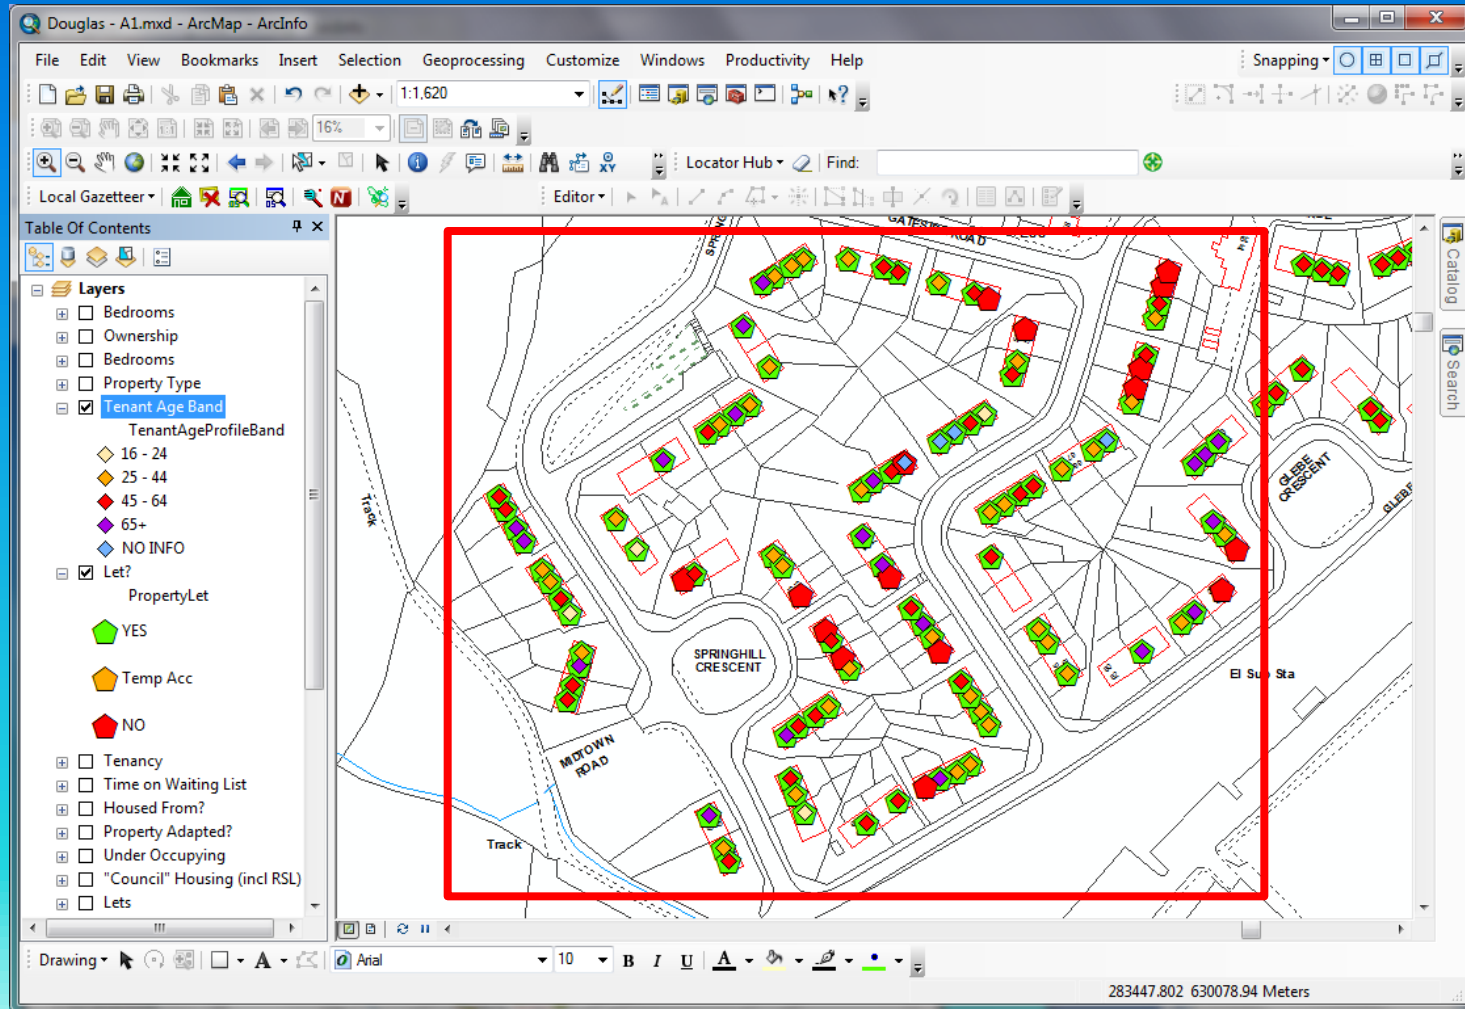 Douglas - A1.mxd - ArcMap - ArcInfo
File Edit View Bookmarks Insert Selection Geoprocessing Customize Windows Productivity Help
Snapping
1:1,620
16%
Locator Hub Find:
Local Gazetteer
Editor
Table Of Contents
Layers
Bedrooms
Ownership
Bedrooms
Property Type
Tenant Age Band
TenantAgeProfileBand
16 - 24
25 - 44
45 - 64
65+
NO INFO
Let?
PropertyLet
YES
Temp Acc
NO
Tenancy
Time on Waiting List
Housed From?
Property Adapted?
Under Occupying
"Council" Housing (incl RSL)
Lets
ROAD
Track
GLEBE
CRESCENT
GLEBE
SPRINGHILL
CRESCENT
El Sub Sta
MIDTOWN
ROAD
Track
Catalog
Search
Drawing
Arial
10
B I U A
283447.802 630078.94 Meters